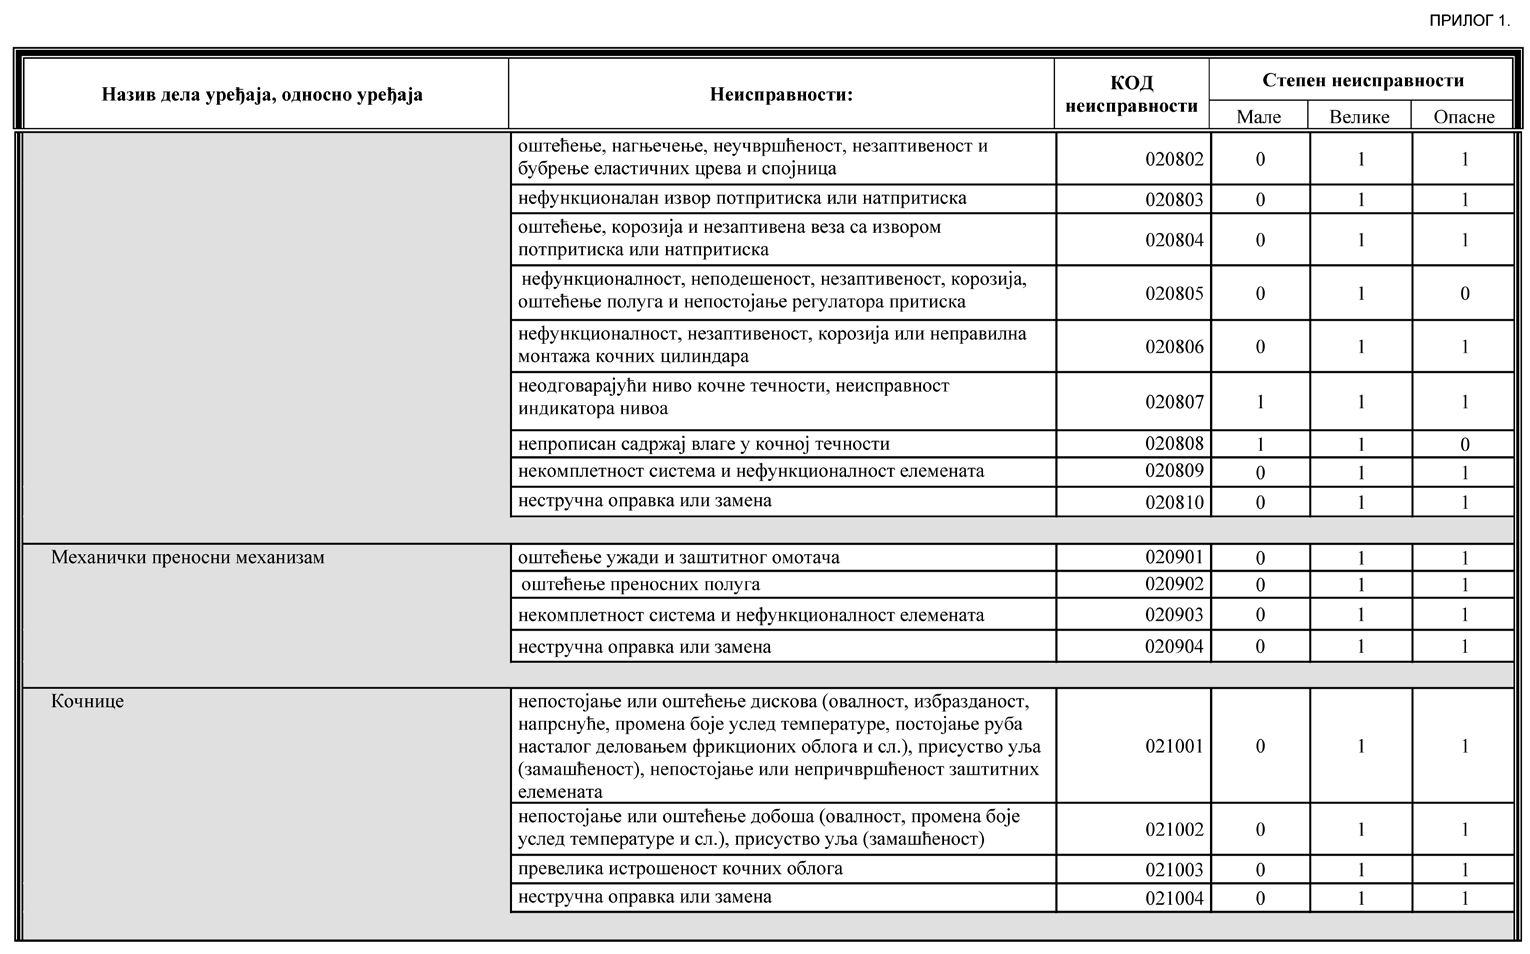 ПРИЛОГ 1.
Назив дела уређаја, односно уређаја
Неисправности:
КОД
неисправности
Степен неисправности
Мале Велике Опасне
оштећење, нагњечење, неучвршћеност, незаптивеност и
бубрење еластичних црева и спојница
020802 0 1 1
нефункционалан извор потпритиска или натпритиска 020803 0 1 1
оштећење, корозија и незаптивена веза са извором
потпритиска или натпритиска
020804 0 1 1
нефункционалност, неподешеност, незаптивеност, корозија,
оштећење полуга и непостојање регулатора притиска
020805 0 1 0
нефункционалност, незаптивеност, корозија или неправилна
монтажа кочних цилиндара
020806 0 1 1
неодговарајући ниво кочне течности, неисправност
индикатора нивоа
020807 1 1 1
непрописан садржај влаге у кочној течности 020808 1 1 0
некомплетност система и нефункционалност елемената 020809 0 1 1
нестручна оправка или замена 020810 0 1 1
Механички преносни механизам оштећење ужади и заштитног омотача 020901 0 1 1
оштећење преносних полуга 020902 0 1 1
некомплетност система и нефункционалност елемената 020903 0 1 1
нестручна оправка или замена 020904 0 1 1
Кочнице
непостојање или оштећење дискова (овалност, избразданост,
напрснуће, промена боје услед температуре, постојање руба
насталог деловањем фрикционих облога и сл.), присуство уља
(замашћеност), непостојање или непричвршћеност заштитних
елемената
021001 0 1 1
непостојање или оштећење добоша (овалност, промена боје
услед температуре и сл.), присуство уља (замашћеност)
021002 0 1 1
превелика истрошеност кочних облога 021003 0 1 1
нестручна оправка или замена 021004 0 1 1